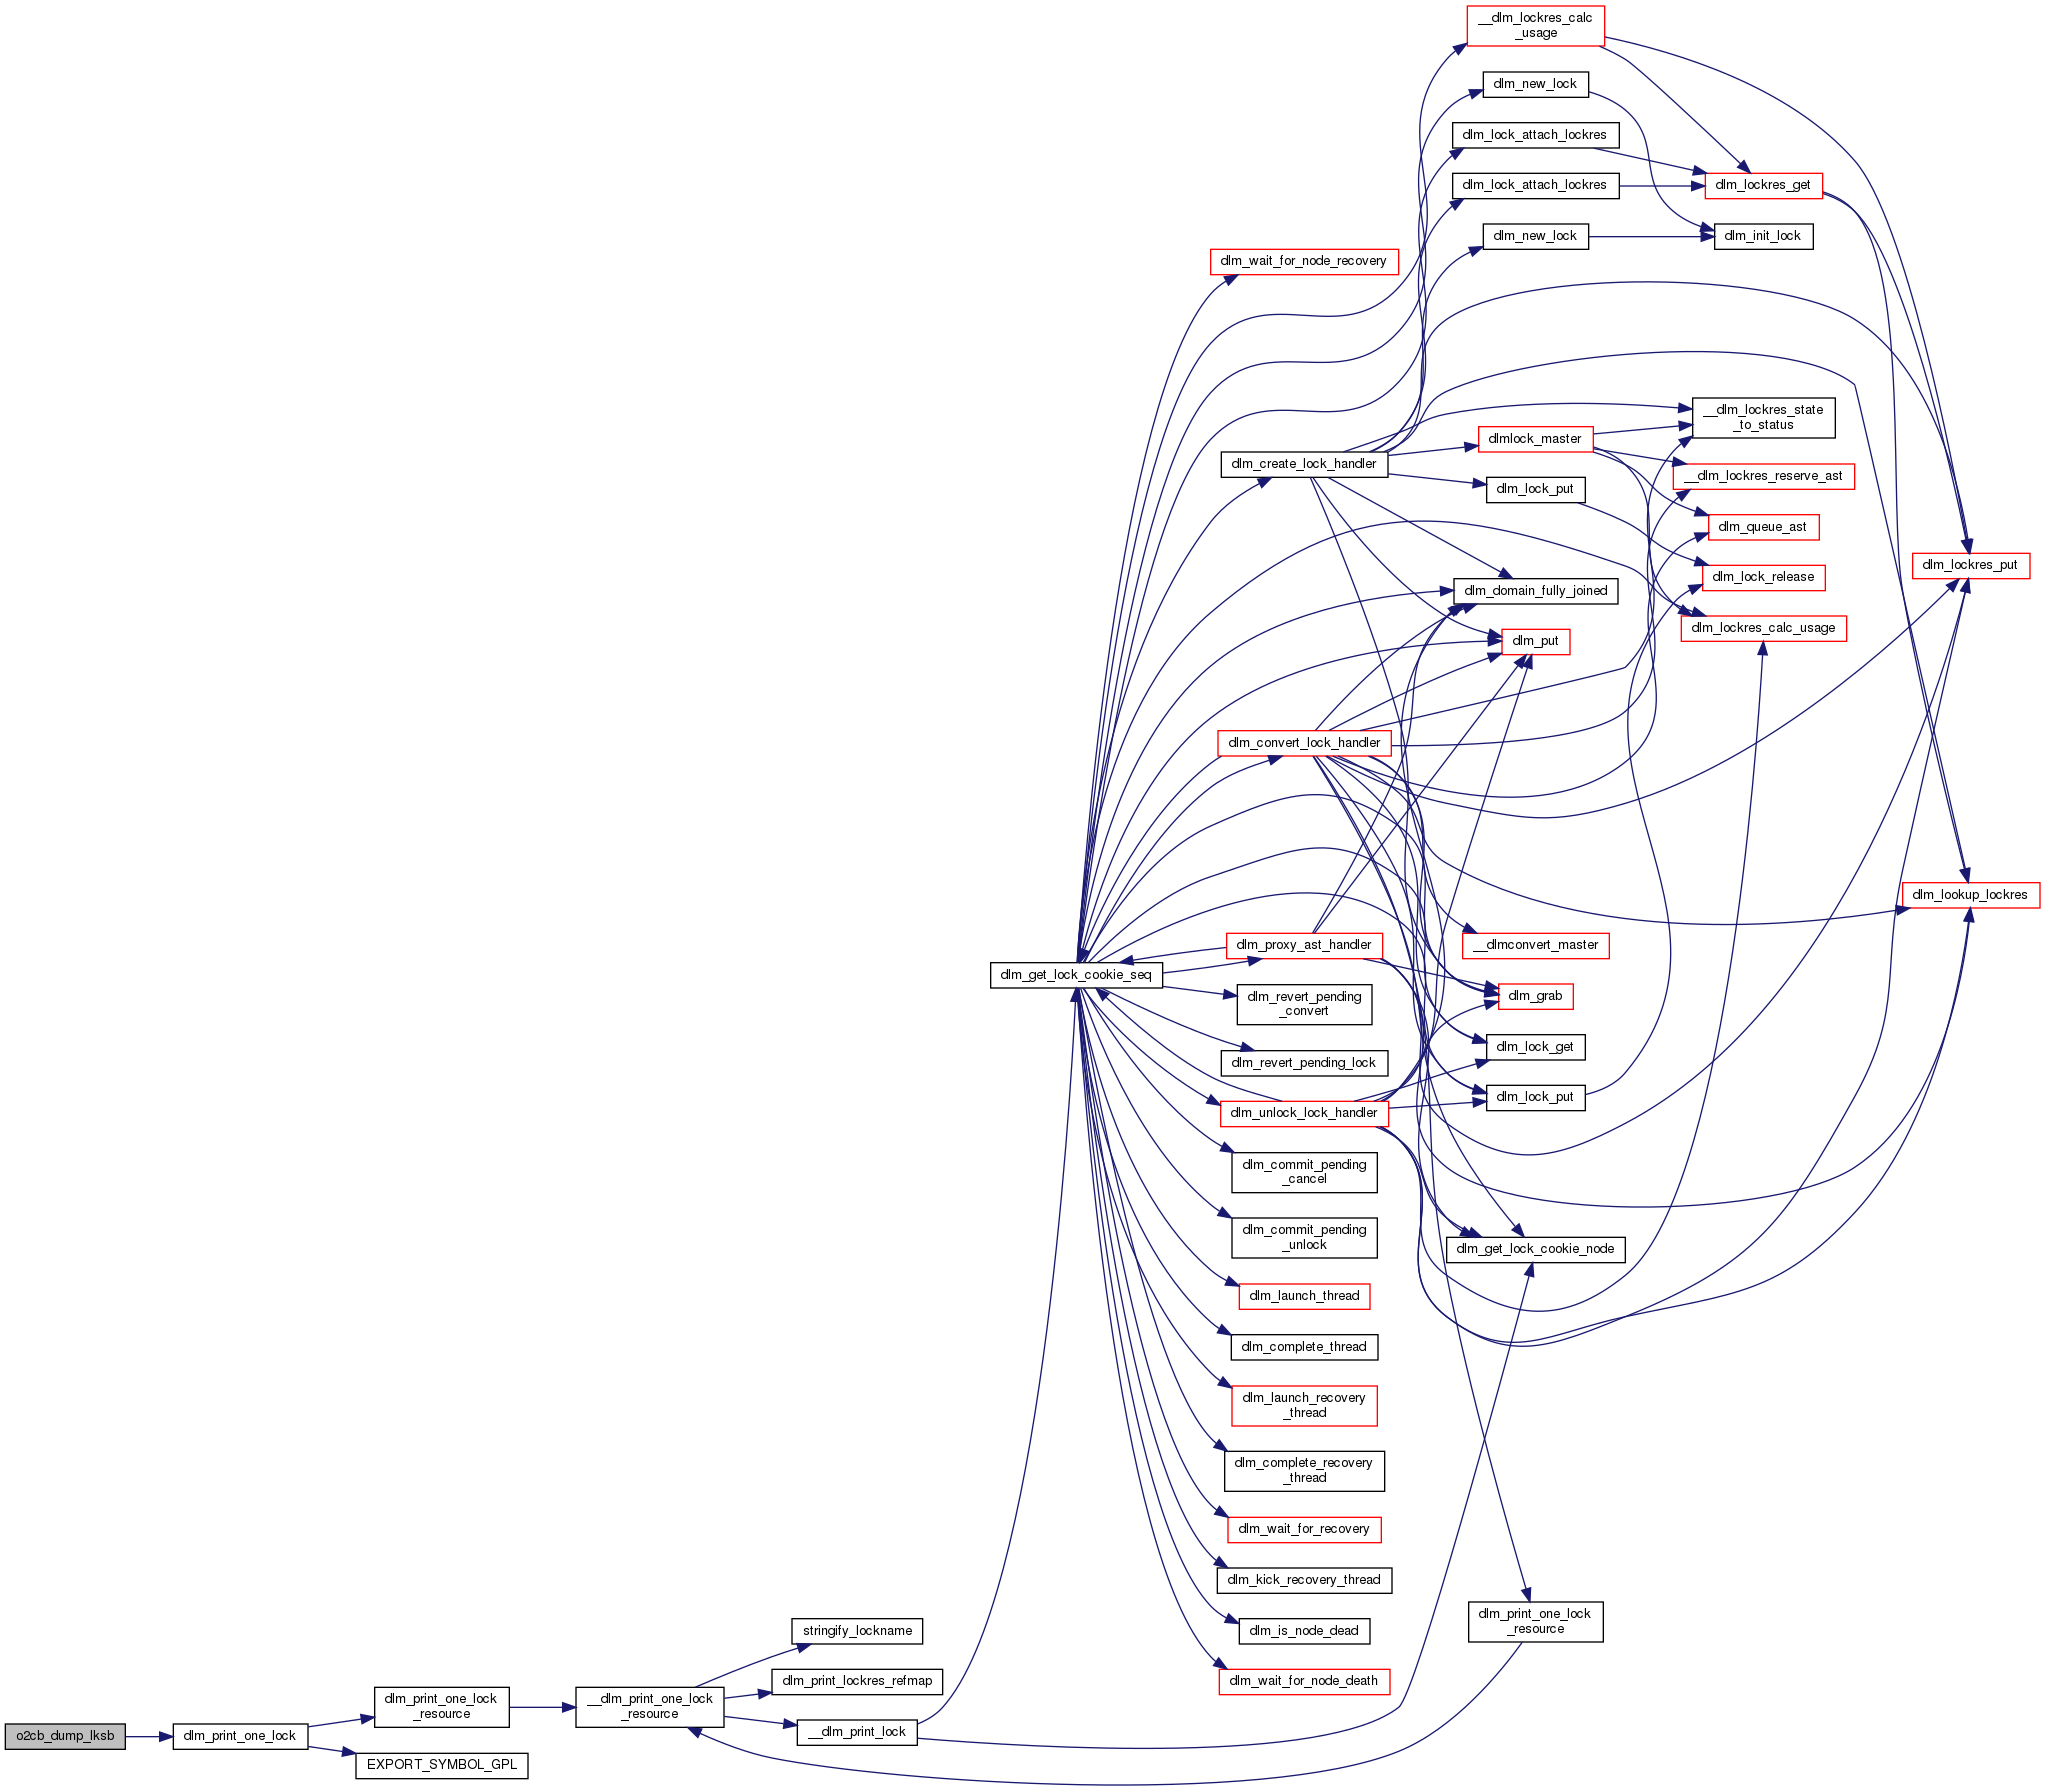 __dlm_lockres_calc
_usage
dlm_new_lock
dlm_lock_attach_lockres
dlm_lockres_get
dlm_lock_attach_lockres
dlm_new_lock
dlm_init_lock
dlm_wait_for_node_recovery
__dlm_lockres_state
_to_status
dlmlock_master
dlm_create_lock_handler
__dlm_lockres_reserve_ast
dlm_lock_put
dlm_queue_ast
dlm_lockres_put
dlm_lock_release
dlm_domain_fully_joined
dlm_lockres_calc_usage
dlm_put
dlm_convert_lock_handler
dlm_lookup_lockres
dlm_proxy_ast_handler
__dlmconvert_master
dlm_get_lock_cookie_seq
dlm_grab
dlm_revert_pending
_convert
dlm_lock_get
dlm_revert_pending_lock
dlm_lock_put
dlm_unlock_lock_handler
dlm_commit_pending
_cancel
dlm_commit_pending
_unlock
dlm_get_lock_cookie_node
dlm_launch_thread
dlm_complete_thread
dlm_launch_recovery
_thread
dlm_complete_recovery
_thread
dlm_wait_for_recovery
dlm_kick_recovery_thread
dlm_print_one_lock
_resource
dlm_is_node_dead
stringify_lockname
dlm_wait_for_node_death
dlm_print_lockres_refmap
dlm_print_one_lock
_resource
__dlm_print_one_lock
_resource
__dlm_print_lock
o2cb_dump_lksb
dlm_print_one_lock
EXPORT_SYMBOL_GPL